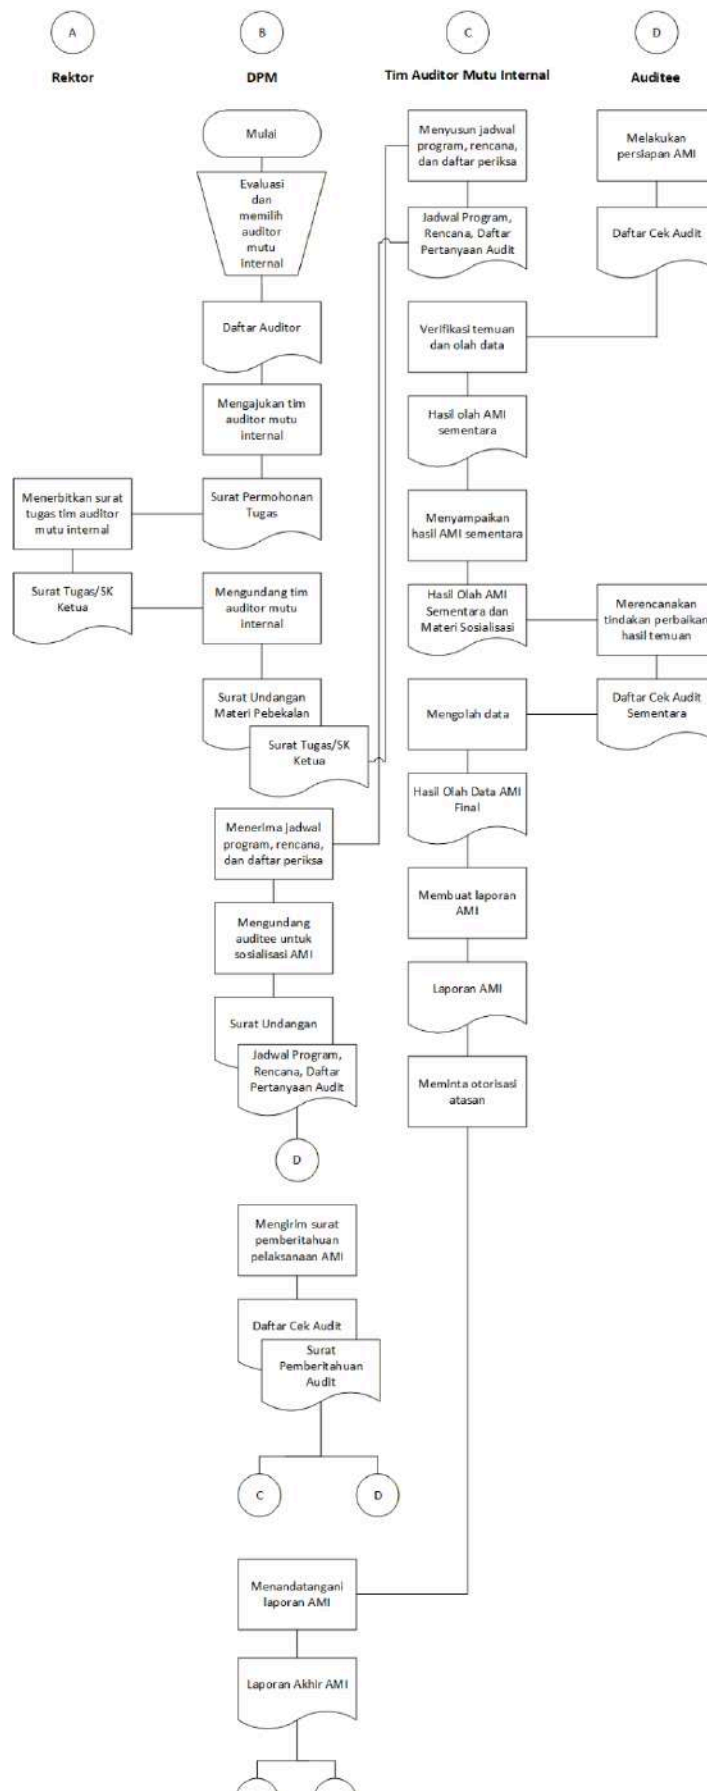 A
B
C
D
Rektor
DPM
Tim Auditor Mutu Internal
Auditee
Mulai
Evaluasi
dan
memilih
auditor
mutu
internal
Daftar Auditor
Mengajukan tim
auditor mutu
internal
Surat Permohonan
Tugas
Menerbitkan surat
tugas tim auditor
mutu internal
Surat Tugas/SK
Ketua
Mengundang tim
auditor mutu
internal
Surat Undangan
Materi Pebekalan
Surat Tugas/SK
Ketua
Menyusun jadwal
program, rencana,
dan daftar periksa
Jadwal Program,
Rencana, Daftar
Pertanyaan Audit
Menerima jadwal
program, rencana,
dan daftar periksa
Mengundang
auditee untuk
sosialisasi AMI
Surat Undangan
Jadwal Program,
Rencana, Daftar
Pertanyaan Audit
D
Mengirim surat
pemberitahuan
pelaksanaan AMI
Daftar Cek Audit
Surat
Pemberitahuan
Audit
C
D
Melakukan
persiapan AMI
Daftar Cek Audit
Verifikasi temuan
dan olah data
Hasil olah AMI
sementara
Menyampaikan
hasil AMI sementara
Hasil Olah AMI
Sementara dan
Materi Sosialisasi
Merencanakan
tindakan perbaikan
hasil temuan
Daftar Cek Audit
Sementara
Mengolah data
Hasil Olah Data AMI
Final
Membuat laporan
AMI
Laporan AMI
Meminta otorisasi
atasan
Menandatangani
laporan AMI
Laporan Akhir AMI